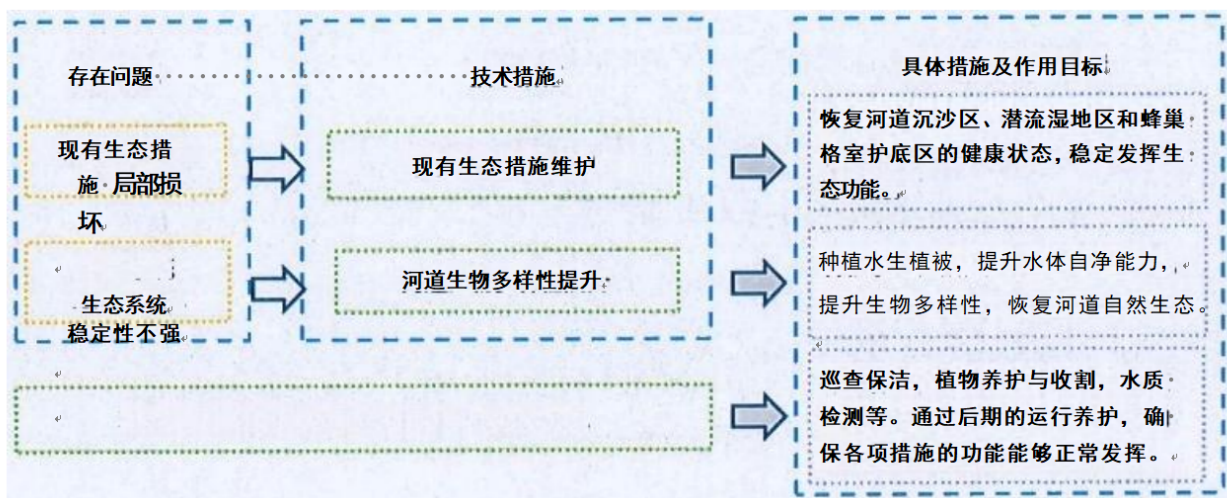 存在问题
技术措施
具体措施及作用目标
现有生态措
施 局部损
坏
现有生态措施维护
恢复河道沉沙区、潜流湿地区和蜂巢
格室护底区的健康状态，稳定发挥生
态功能。
生态系统
稳定性不强
河道生物多样性提升
种植水生植被，提升水体自净能力，
提升生物多样性，恢复河道自然生态。
巡查保洁，植物养护与收割，水质
检测等。通过后期的运行养护，确
保各项措施的功能能够正常发挥。